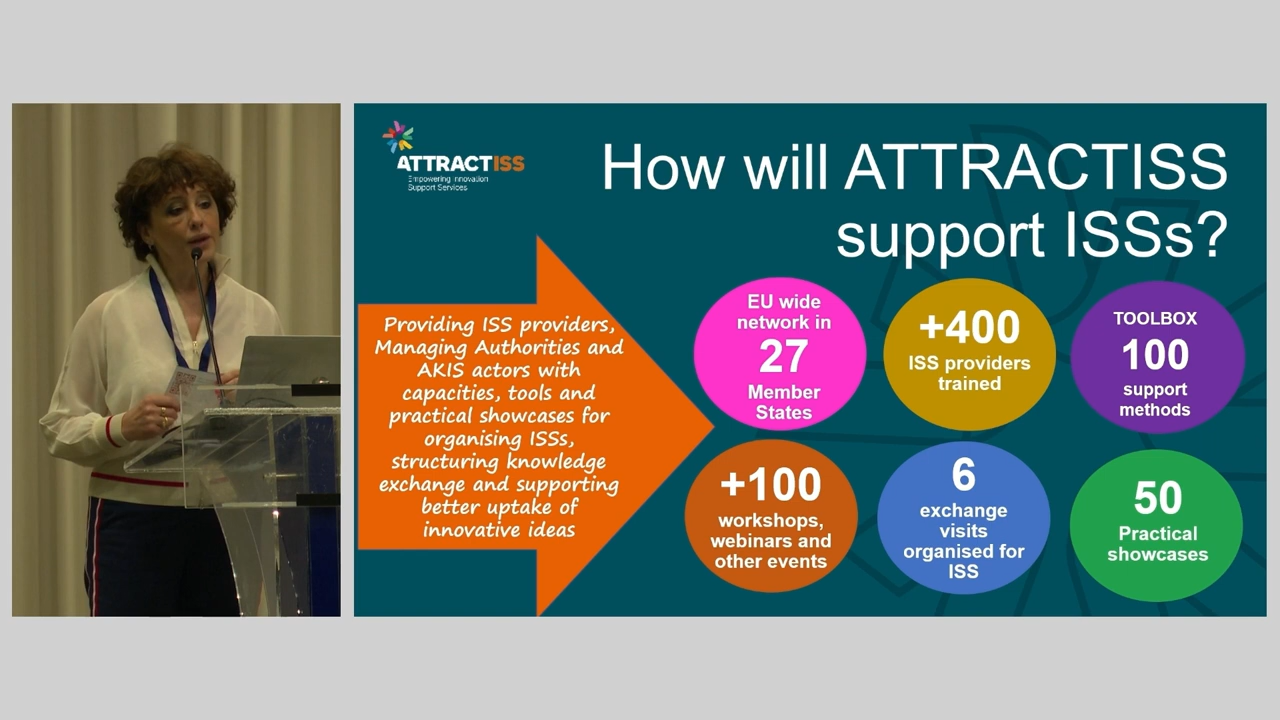 ATTRACTISS
Empowering Innovation
Support Services
How will ATTRACTISS
support ISSs?
Providing ISS providers,
Managing Authorities and
AKIS actors with
capacities, tools and
practical showcases for
organising ISSs,
structuring knowledge
exchange and supporting
better uptake of
innovative ideas
EU wide
network in
27
Member
States
+400
ISS providers
trained
TOOLBOX
100
support
methods
+100
workshops,
webinars and
other events
6
exchange
visits
organised for
ISS
50
Practical
showcases